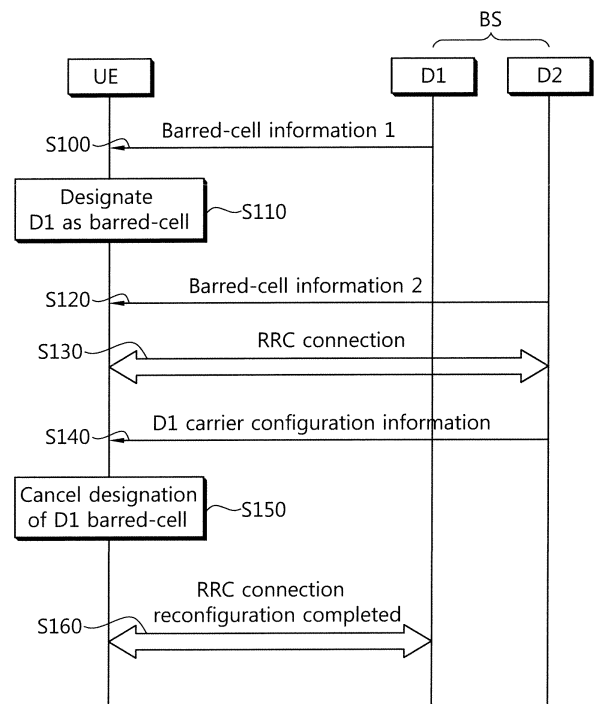 BS
UE
D1
D2
Barred-cell information 1
S100
Designate
D1 as barred-cell
S110
Barred-cell information 2
S120
RRC connection
S130
D1 carrier configuration information
S140
Cancel designation
of D1 barred-cell
S150
RRC connection
reconfiguration completed
S160